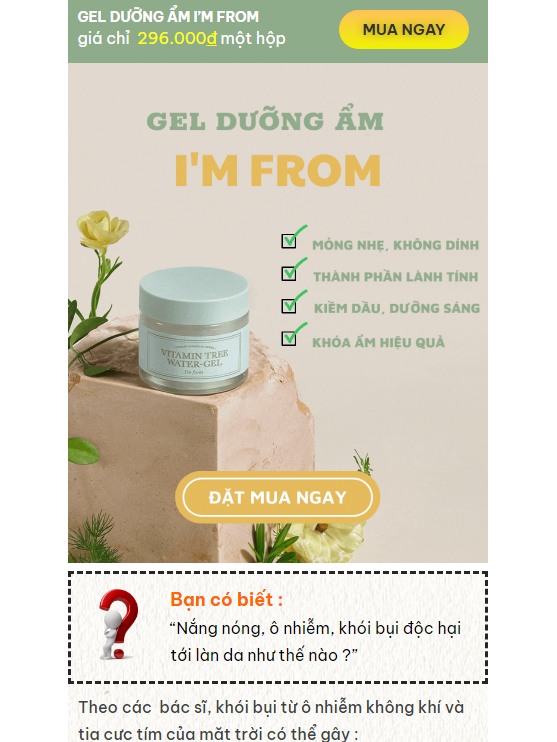 GEL DƯỠNG ẨM I'M FROM
giá chỉ 296.000₫ một hộp
MUA NGAY
GEL DƯỠNG ẨM
I'M FROM
MỎNG NHẸ, KHÔNG DÍNH
THÀNH PHẦN LÀNH TÍNH
KIỀM DẦU, DƯỠNG SÁNG
KHÓA ẨM HIỆU QUẢ
VITAMIN TREE
WATER-GEL
I'm from
ĐẶT MUA NGAY
Bạn có biết :
“Nắng nóng, ô nhiễm, khói bụi độc hại
tới làn da như thế nào ?”
Theo các bác sĩ, khói bụi từ ô nhiễm không khí và
tia cực tím của mặt trời có thể gây :